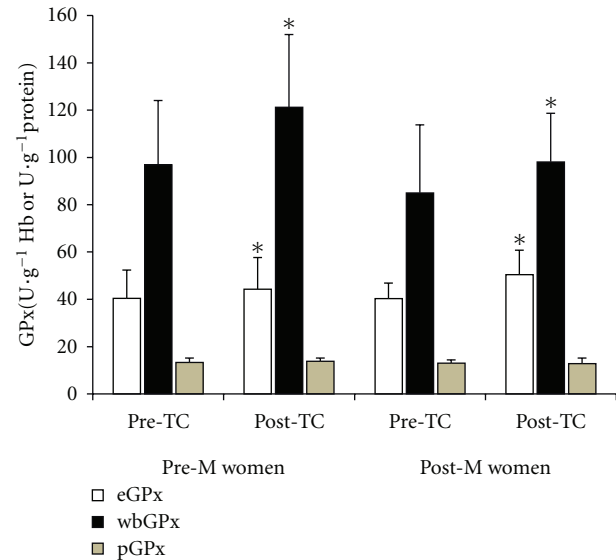 GPx(U·g⁻¹ Hb or U·g⁻¹protein)
160
140
120
100
80
60
40
20
0
*
*
*
*
Pre-TC Post-TC Pre-TC Post-TC
Pre-M women Post-M women
eGPx
wbGPx
pGPx